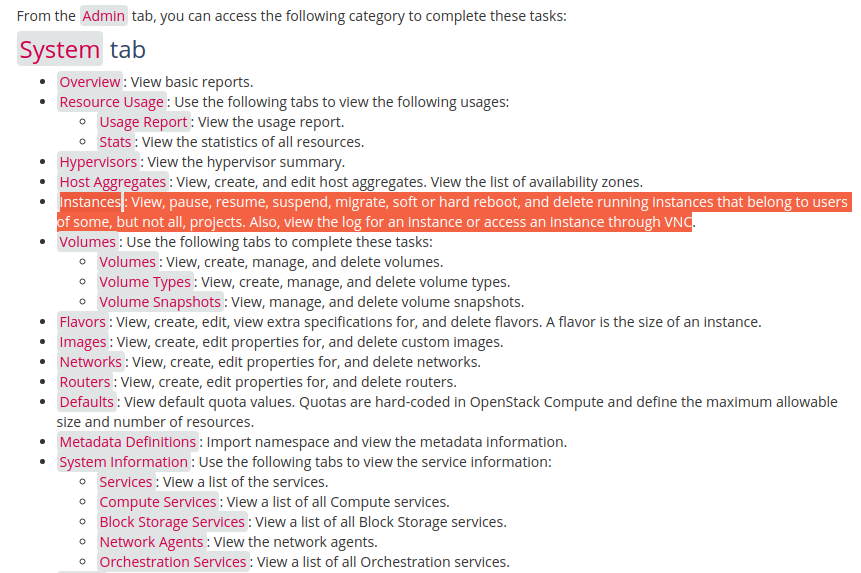 From the Admin tab, you can access the following category to complete these tasks:
System tab
Overview: View basic reports.
Resource Usage: Use the following tabs to view the following usages:
Usage Report: View the usage report.
Stats: View the statistics of all resources.
Hypervisors: View the hypervisor summary.
Host Aggregates: View, create, and edit host aggregates. View the list of availability zones.
Instances: View, pause, resume, suspend, migrate, soft or hard reboot, and delete running instances that belong to users
of some, but not all, projects. Also, view the log for an instance or access an instance through VNC.
Volumes: Use the following tabs to complete these tasks:
Volumes: View, create, manage, and delete volumes.
Volume Types: View, create, manage, and delete volume types.
Volume Snapshots: View, manage, and delete volume snapshots.
Flavors: View, create, edit, view extra specifications for, and delete flavors. A flavor is the size of an instance.
Images: View, create, edit properties for, and delete custom images.
Networks: View, create, edit properties for, and delete networks.
Routers: View, create, edit properties for, and delete routers.
Defaults: View default quota values. Quotas are hard-coded in OpenStack Compute and define the maximum allowable
size and number of resources.
Metadata Definitions: Import namespace and view the metadata information.
System Information: Use the following tabs to view the service information:
Services: View a list of the services.
Compute Services: View a list of all Compute services.
Block Storage Services: View a list of all Block Storage services.
Network Agents: View the network agents.
Orchestration Services: View a list of all Orchestration services.